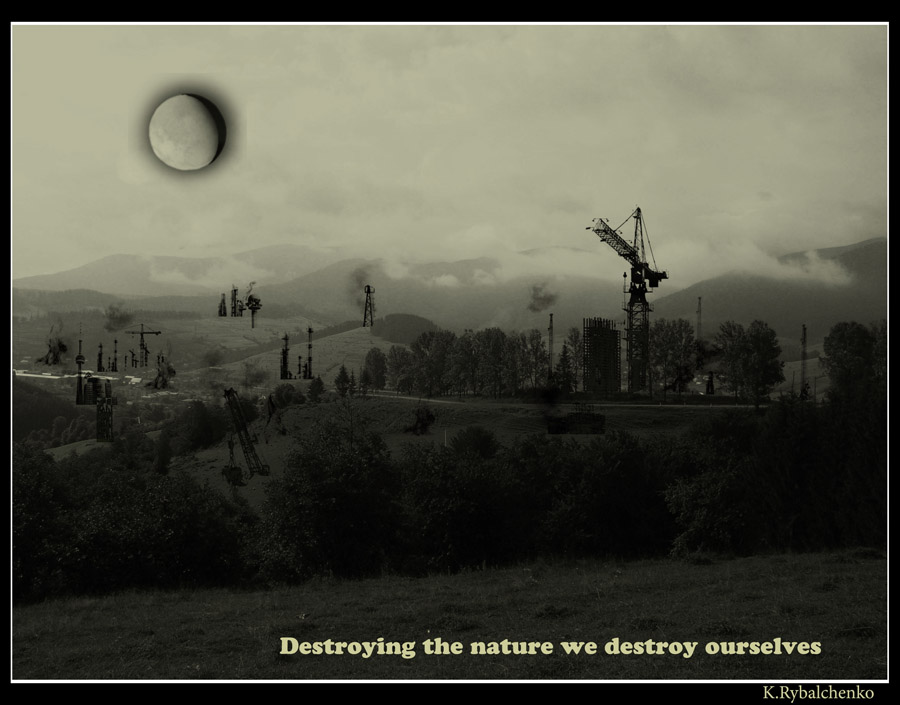 Destroying the nature we destroy ourselves
K.Rybalchenko